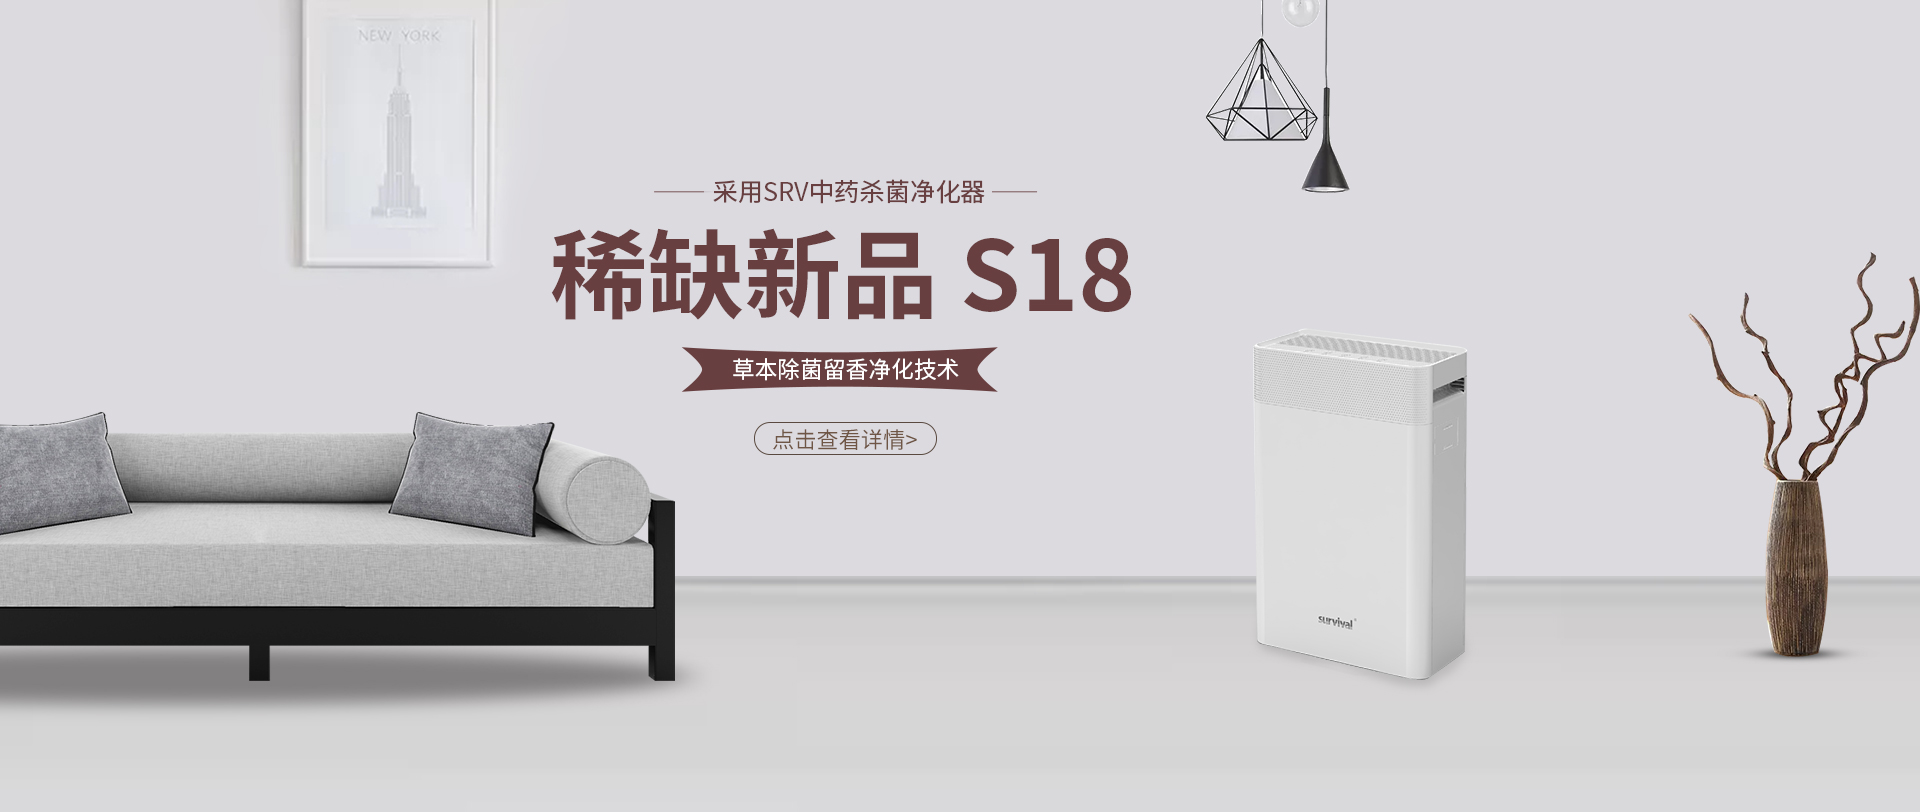 NEW YORK
采用SRV中药杀菌净化器
稀缺新品 S18
草本除菌留香净化技术
点击查看详情>
survival